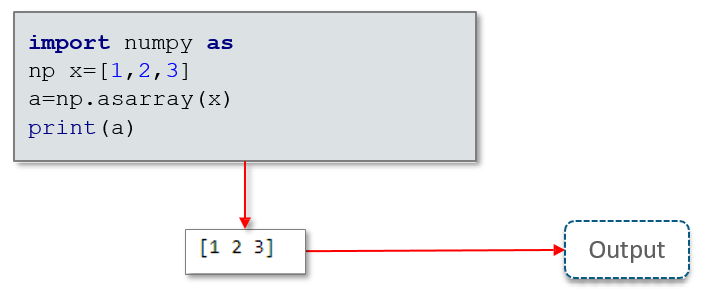 import numpy as
np x=[1,2,3]
a=np.asarray(x)
print(a)
[1 2 3]
Output